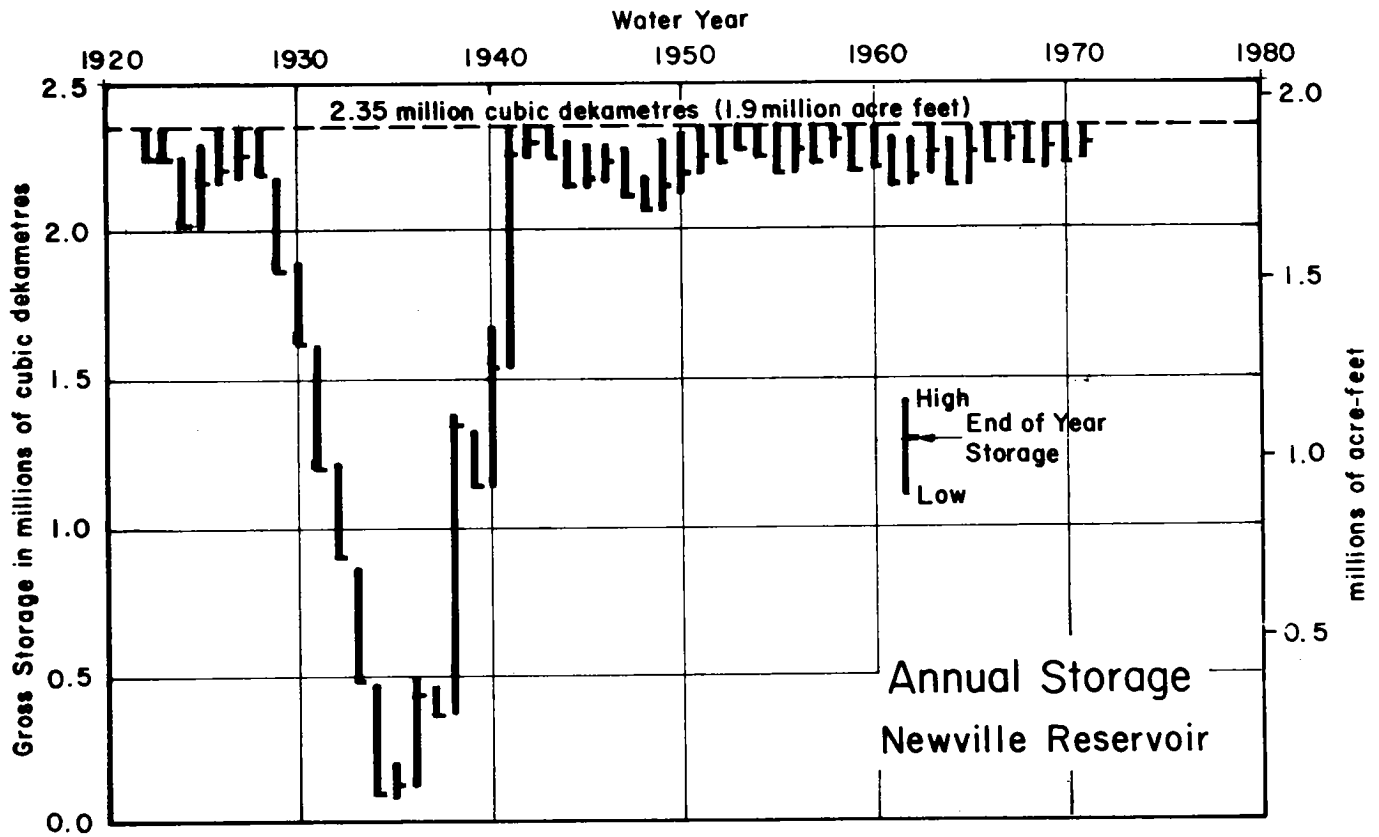 Water Year
1920 1930 1940 1950 1960 1970 1980
2.5
2.0
1.5
1.0
0.5
0.0
Gross Storage in millions of cubic dekametres
2.35 million cubic dekametres (1.9 million acre feet)
High
End of Year
Storage
Low
2.0
1.5
1.0
0.5
millions of acre-feet
Annual Storage
Newville Reservoir